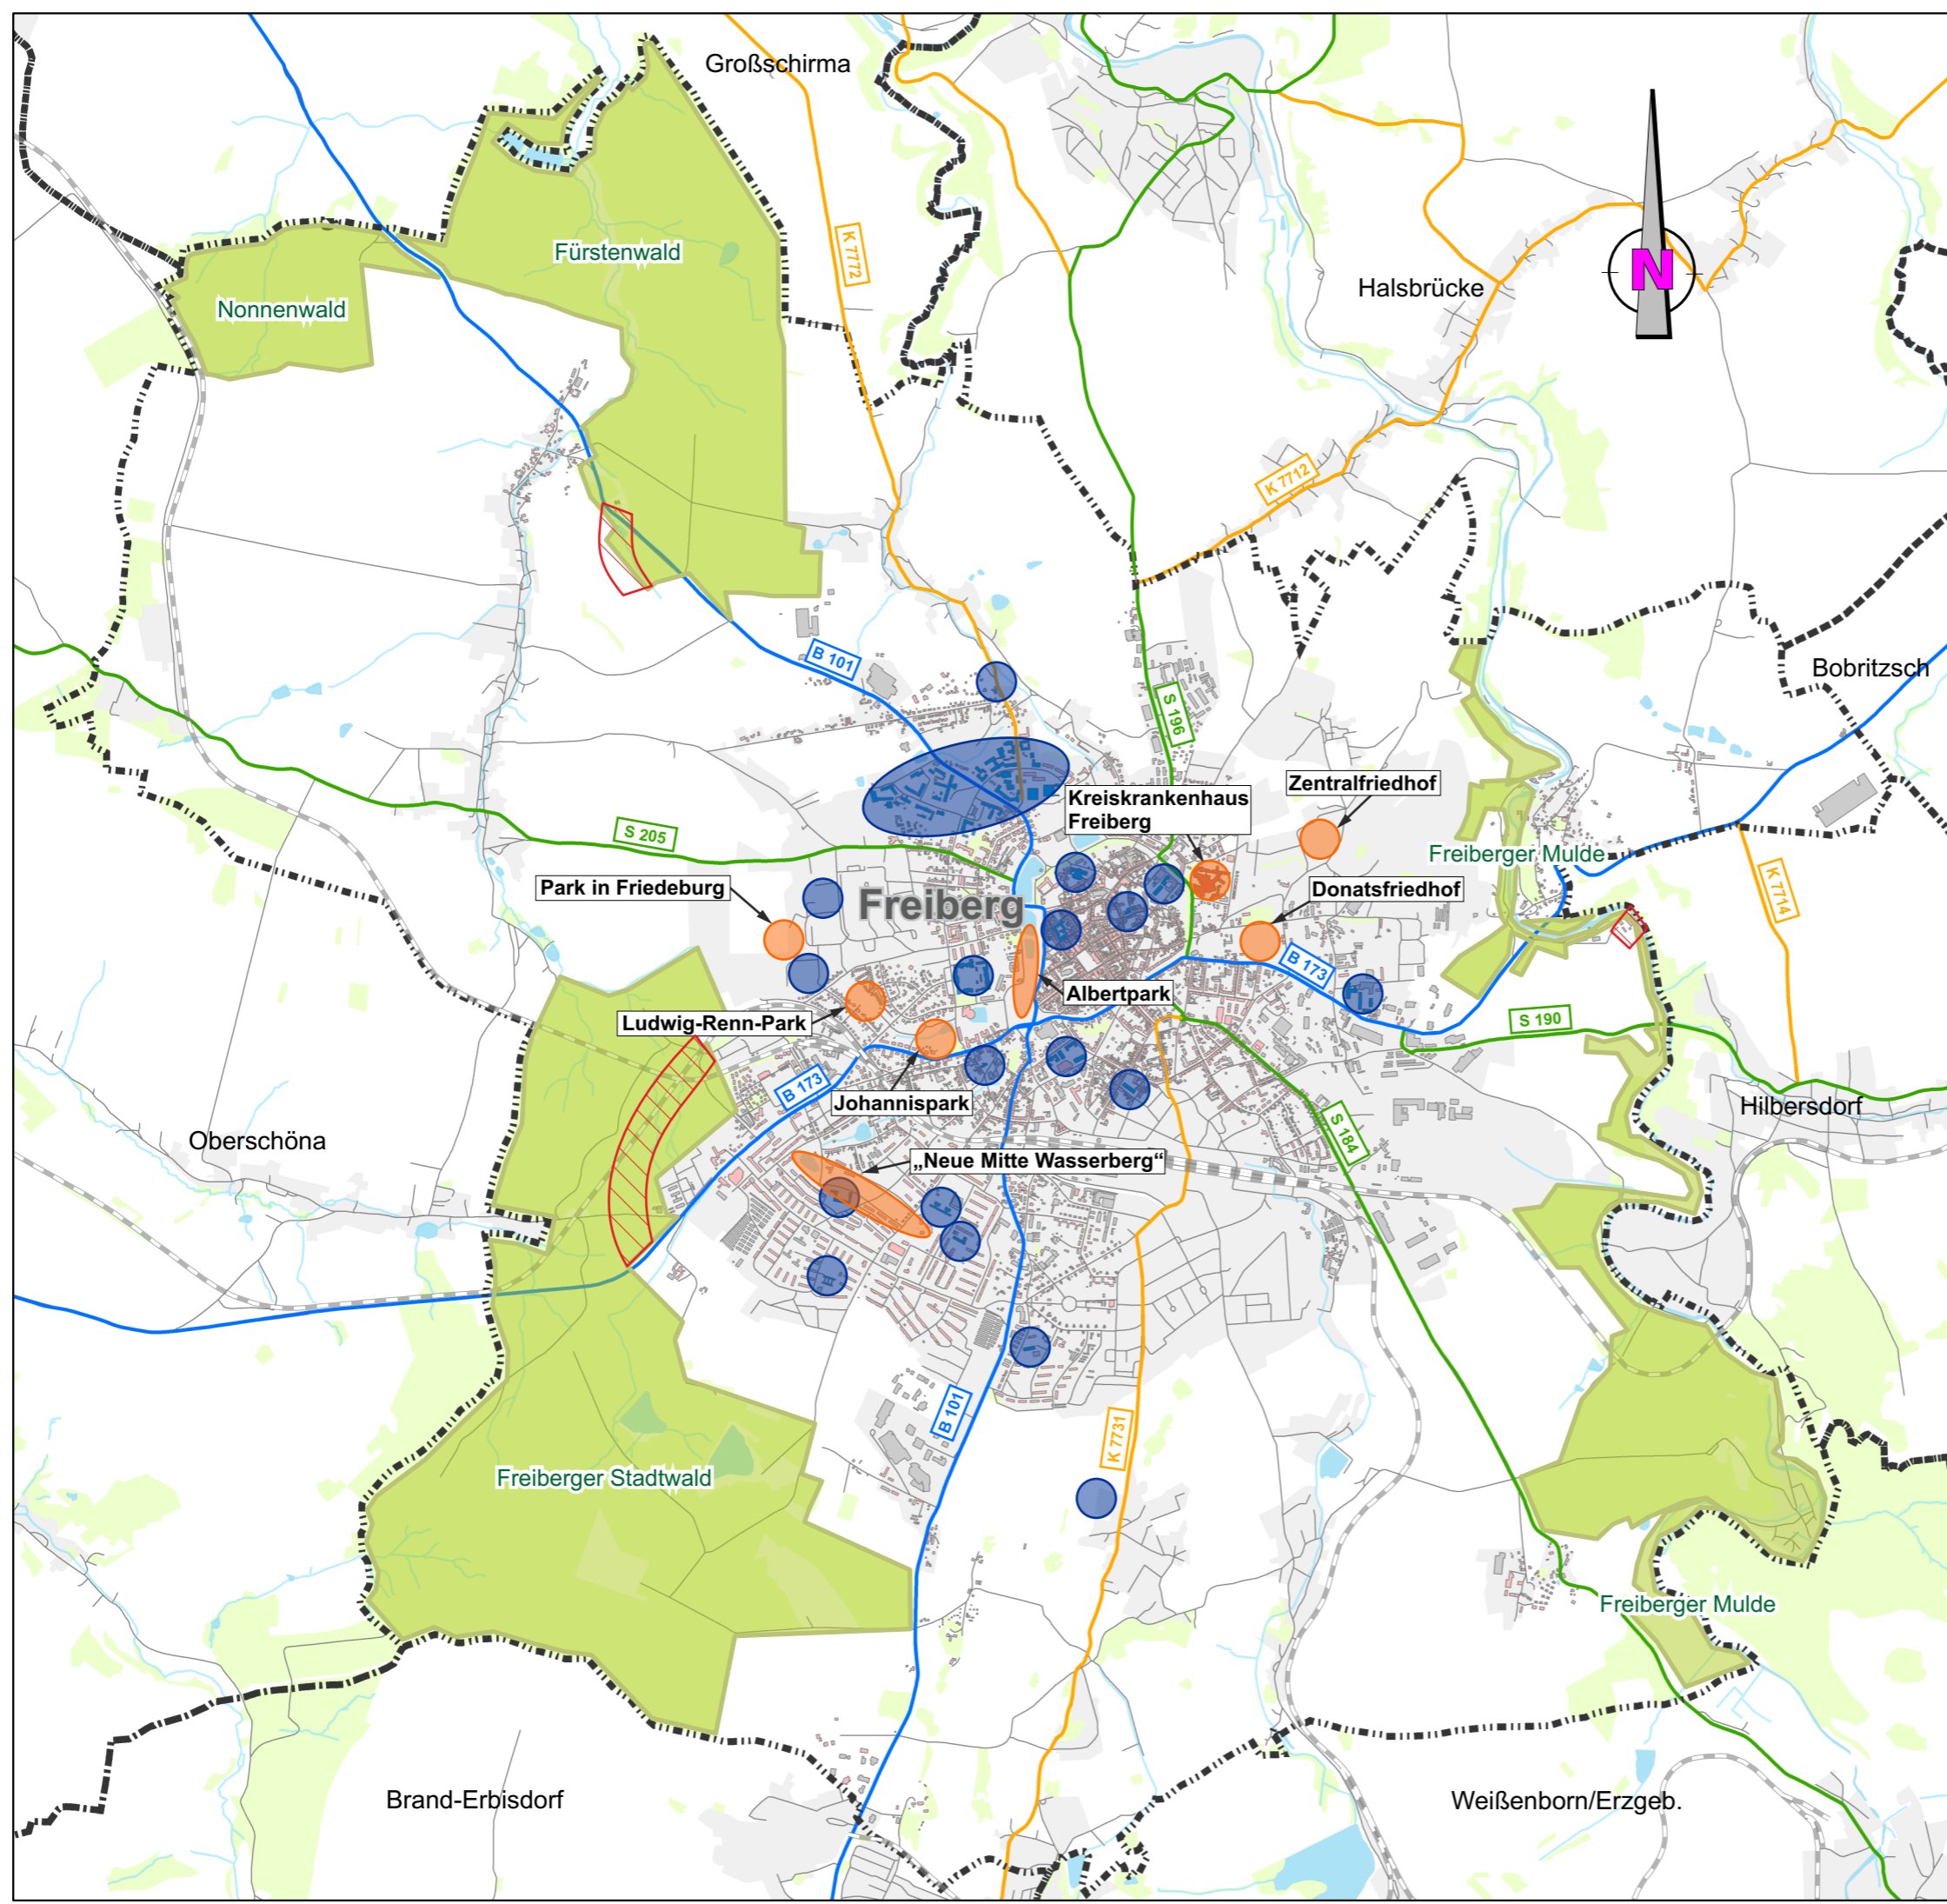 Großschirma
K 7772
Fürstenwald
Nonnenwald
Halsbrücke
N
K 7712
B 101
S 196
Bobritzsch
Kreiskrankenhaus
Freiberg
Zentralfriedhof
S 205
Freiberger Mulde
Park in Friedeburg
Freiberg
Donatsfriedhof
K 7714
B 173
Albertpark
Ludwig-Renn-Park
S 190
B 173
Johannispark
Hilbersdorf
S 184
Oberschöna
„Neue Mitte Wasserberg“
B 101
K 7731
Freiberger Stadtwald
Freiberger Mulde
Brand-Erbisdorf
Weißenborn/Erzgeb.